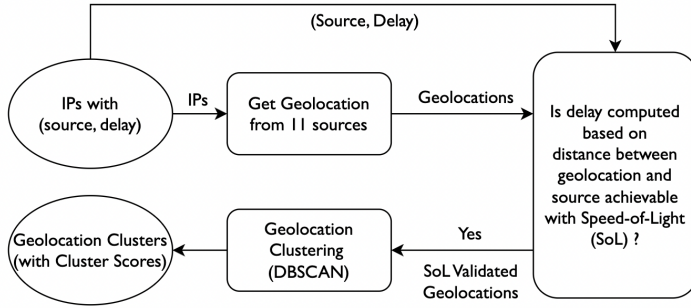 (Source, Delay)
IPs with
(source, delay)
IPs
Get Geolocation
from 11 sources
Geolocations
Is delay computed
based on
distance between
geolocation and
source achievable
with Speed-of-Light
(SoL) ?
Yes
SoL Validated
Geolocations
Geolocation
Clustering
(DBSCAN)
Geolocation Clusters
(with Cluster Scores)